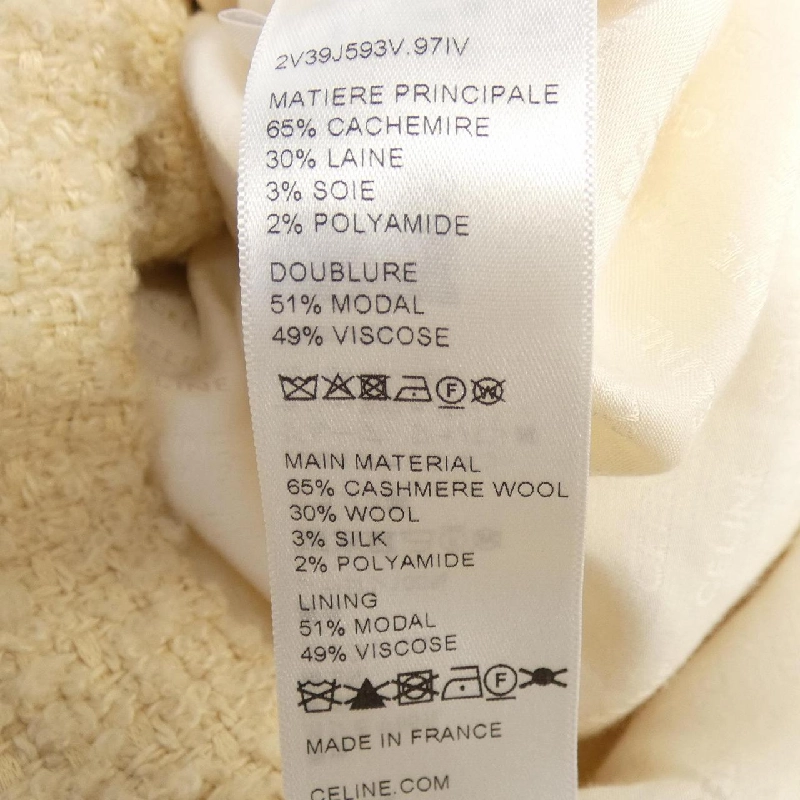 2V39J593V.97IV
MATIERE PRINCIPALE
65% CACHEMIRE
30% LAINE
3% SOIE
2% POLYAMIDE
DOUBLURE
51% MODAL
49% VISCOSE
F W
MAIN MATERIAL
65% CASHMERE WOOL
30% WOOL
3% SILK
2% POLYAMIDE
LINING
51% MODAL
49% VISCOSE
F
MADE IN FRANCE
CELINE.COM